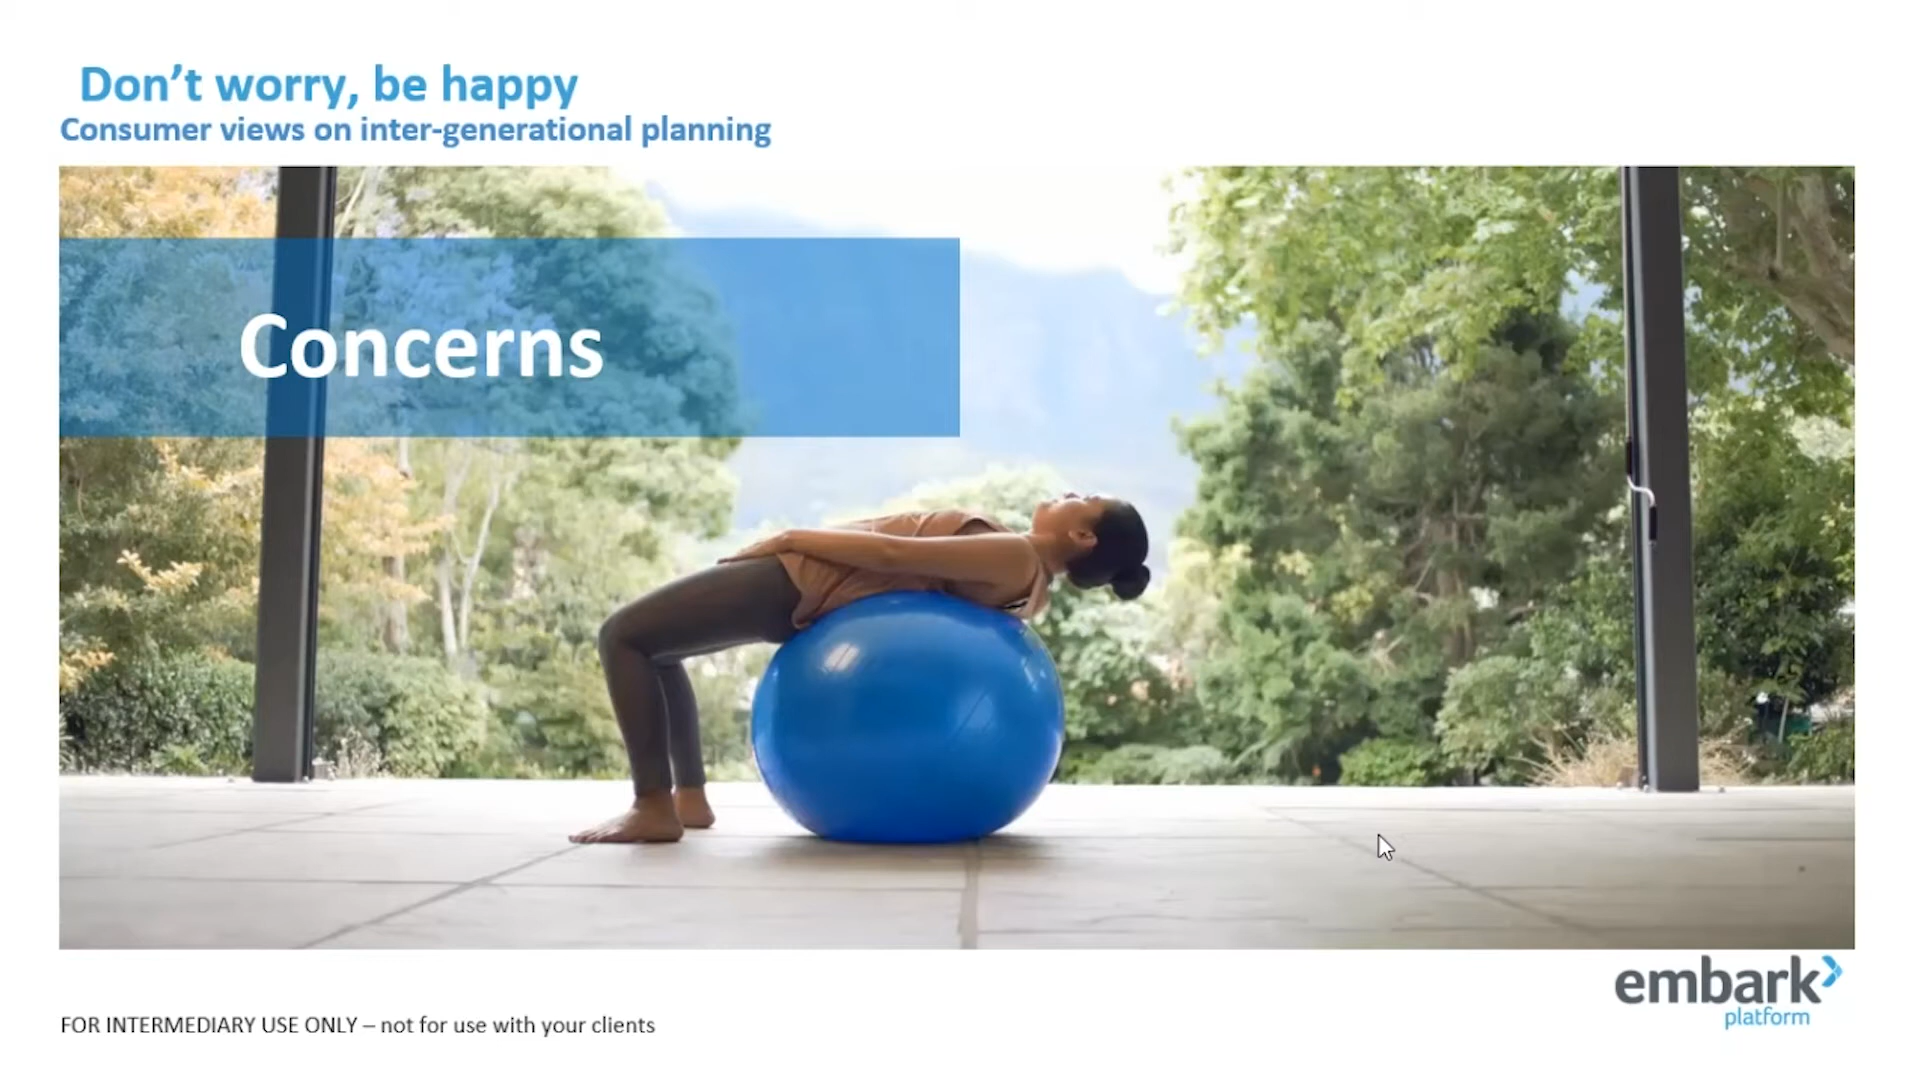 Don’t worry, be happy
Consumer views on inter-generational planning
Concerns
embark
platform
FOR INTERMEDIARY USE ONLY – not for use with your clients